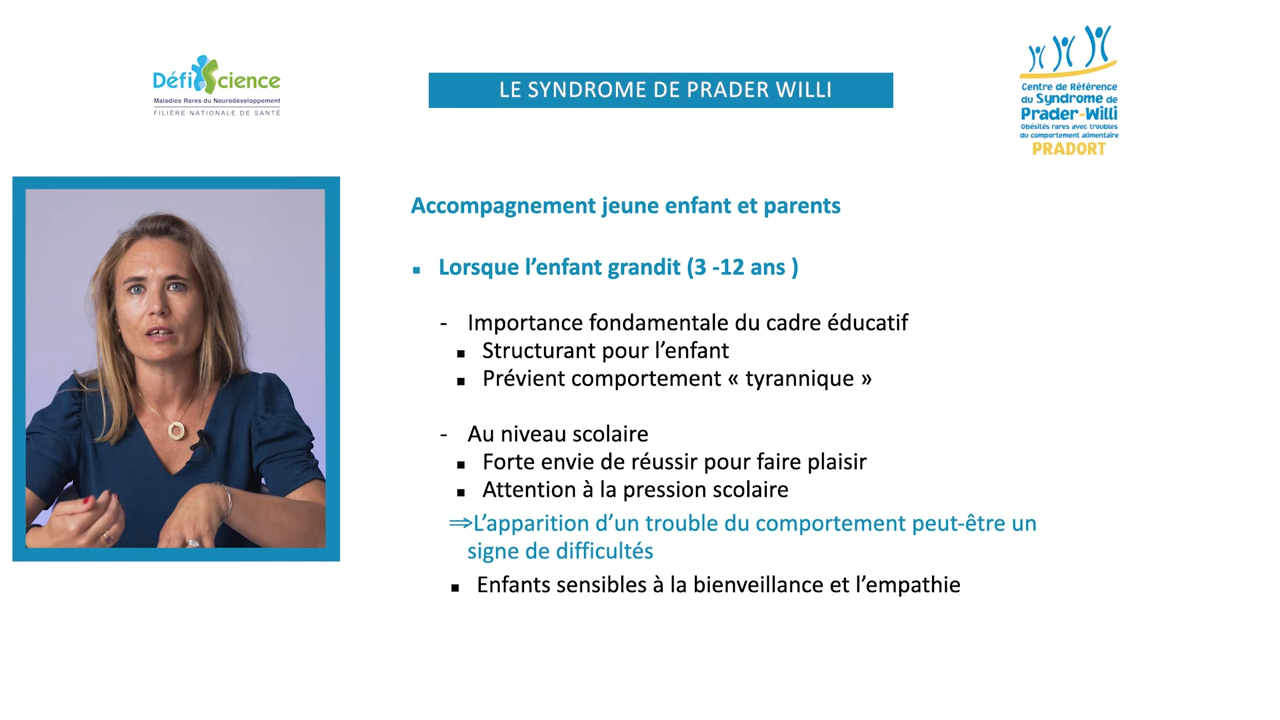 Défi Science
Maladies Rares du Neurodéveloppement
FILIÈRE NATIONALE DE SANTÉ
LE SYNDROME DE PRADER WILLI
Centre de Référence
du Syndrome de
Prader-Willi
Obésités rares avec troubles
du comportement alimentaire
PRADORT
Accompagnement jeune enfant et parents
▪ Lorsque l’enfant grandit (3 -12 ans )
- Importance fondamentale du cadre éducatif
▪ Structurant pour l’enfant
▪ Prévient comportement « tyrannique »
- Au niveau scolaire
▪ Forte envie de réussir pour faire plaisir
▪ Attention à la pression scolaire
⇒L’apparition d’un trouble du comportement peut-être un
signe de difficultés
▪ Enfants sensibles à la bienveillance et l’empathie